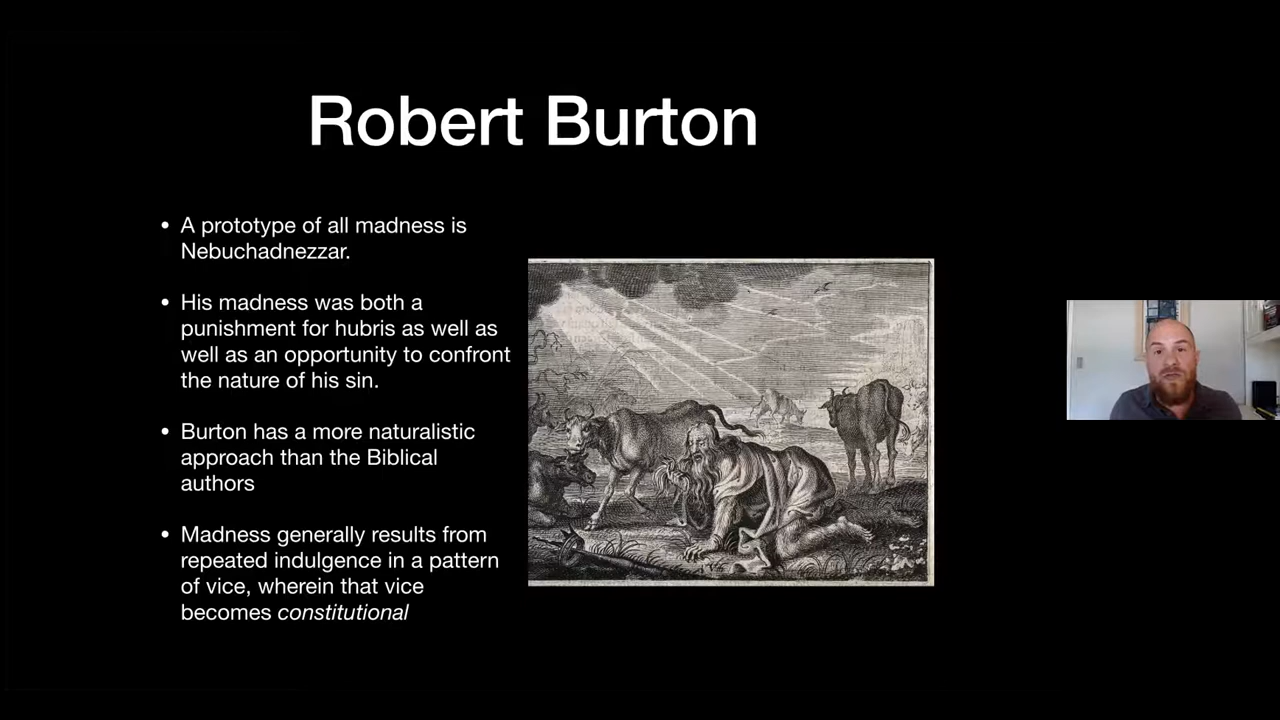 Robert Burton
• A prototype of all madness is
Nebuchadnezzar.
• His madness was both a
punishment for hubris as well as
well as an opportunity to confront
the nature of his sin.
• Burton has a more naturalistic
approach than the Biblical
authors
• Madness generally results from
repeated indulgence in a pattern
of vice, wherein that vice
becomes constitutional